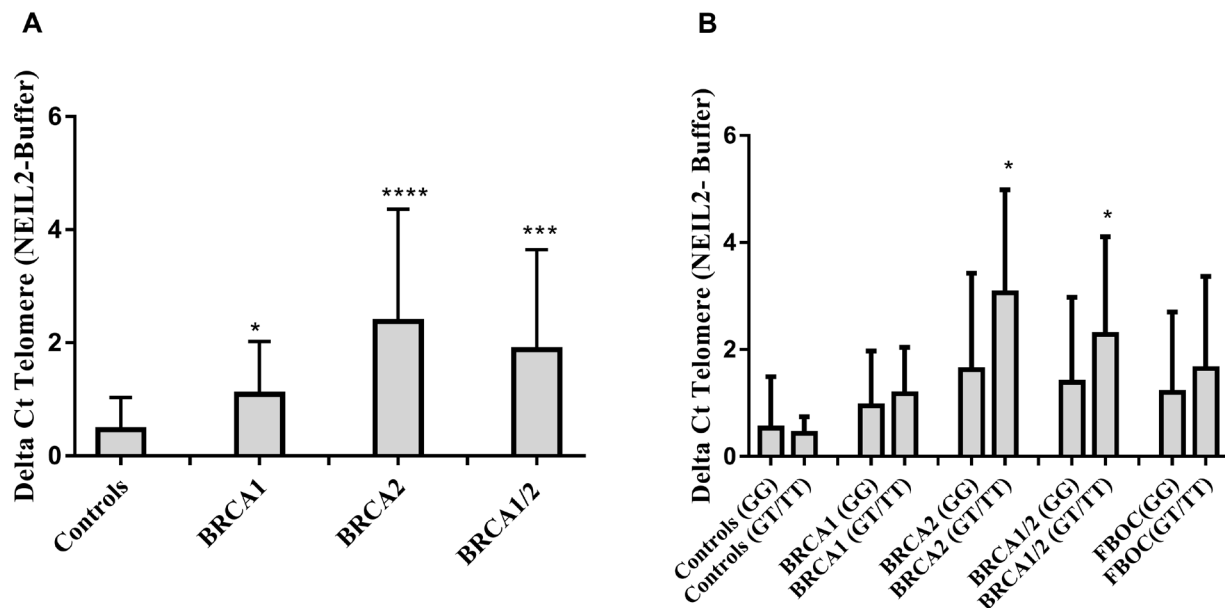 A
Delta Ct Telomere (NEIL2-Buffer)
6
4
2
0
*
****
***
Controls
BRCA1
BRCA2
BRCA1/2
B
Delta Ct Telomere (NEIL2- Buffer)
6
4
2
0
*
*
Controls (GG)
Controls (GT/TT)
BRCA1 (GG)
BRCA1 (GT/TT)
BRCA2 (GG)
BRCA2 (GT/TT)
BRCA1/2 (GG)
BRCA1/2 (GT/TT)
FBOC(GG)
FBOC(GT/TT)